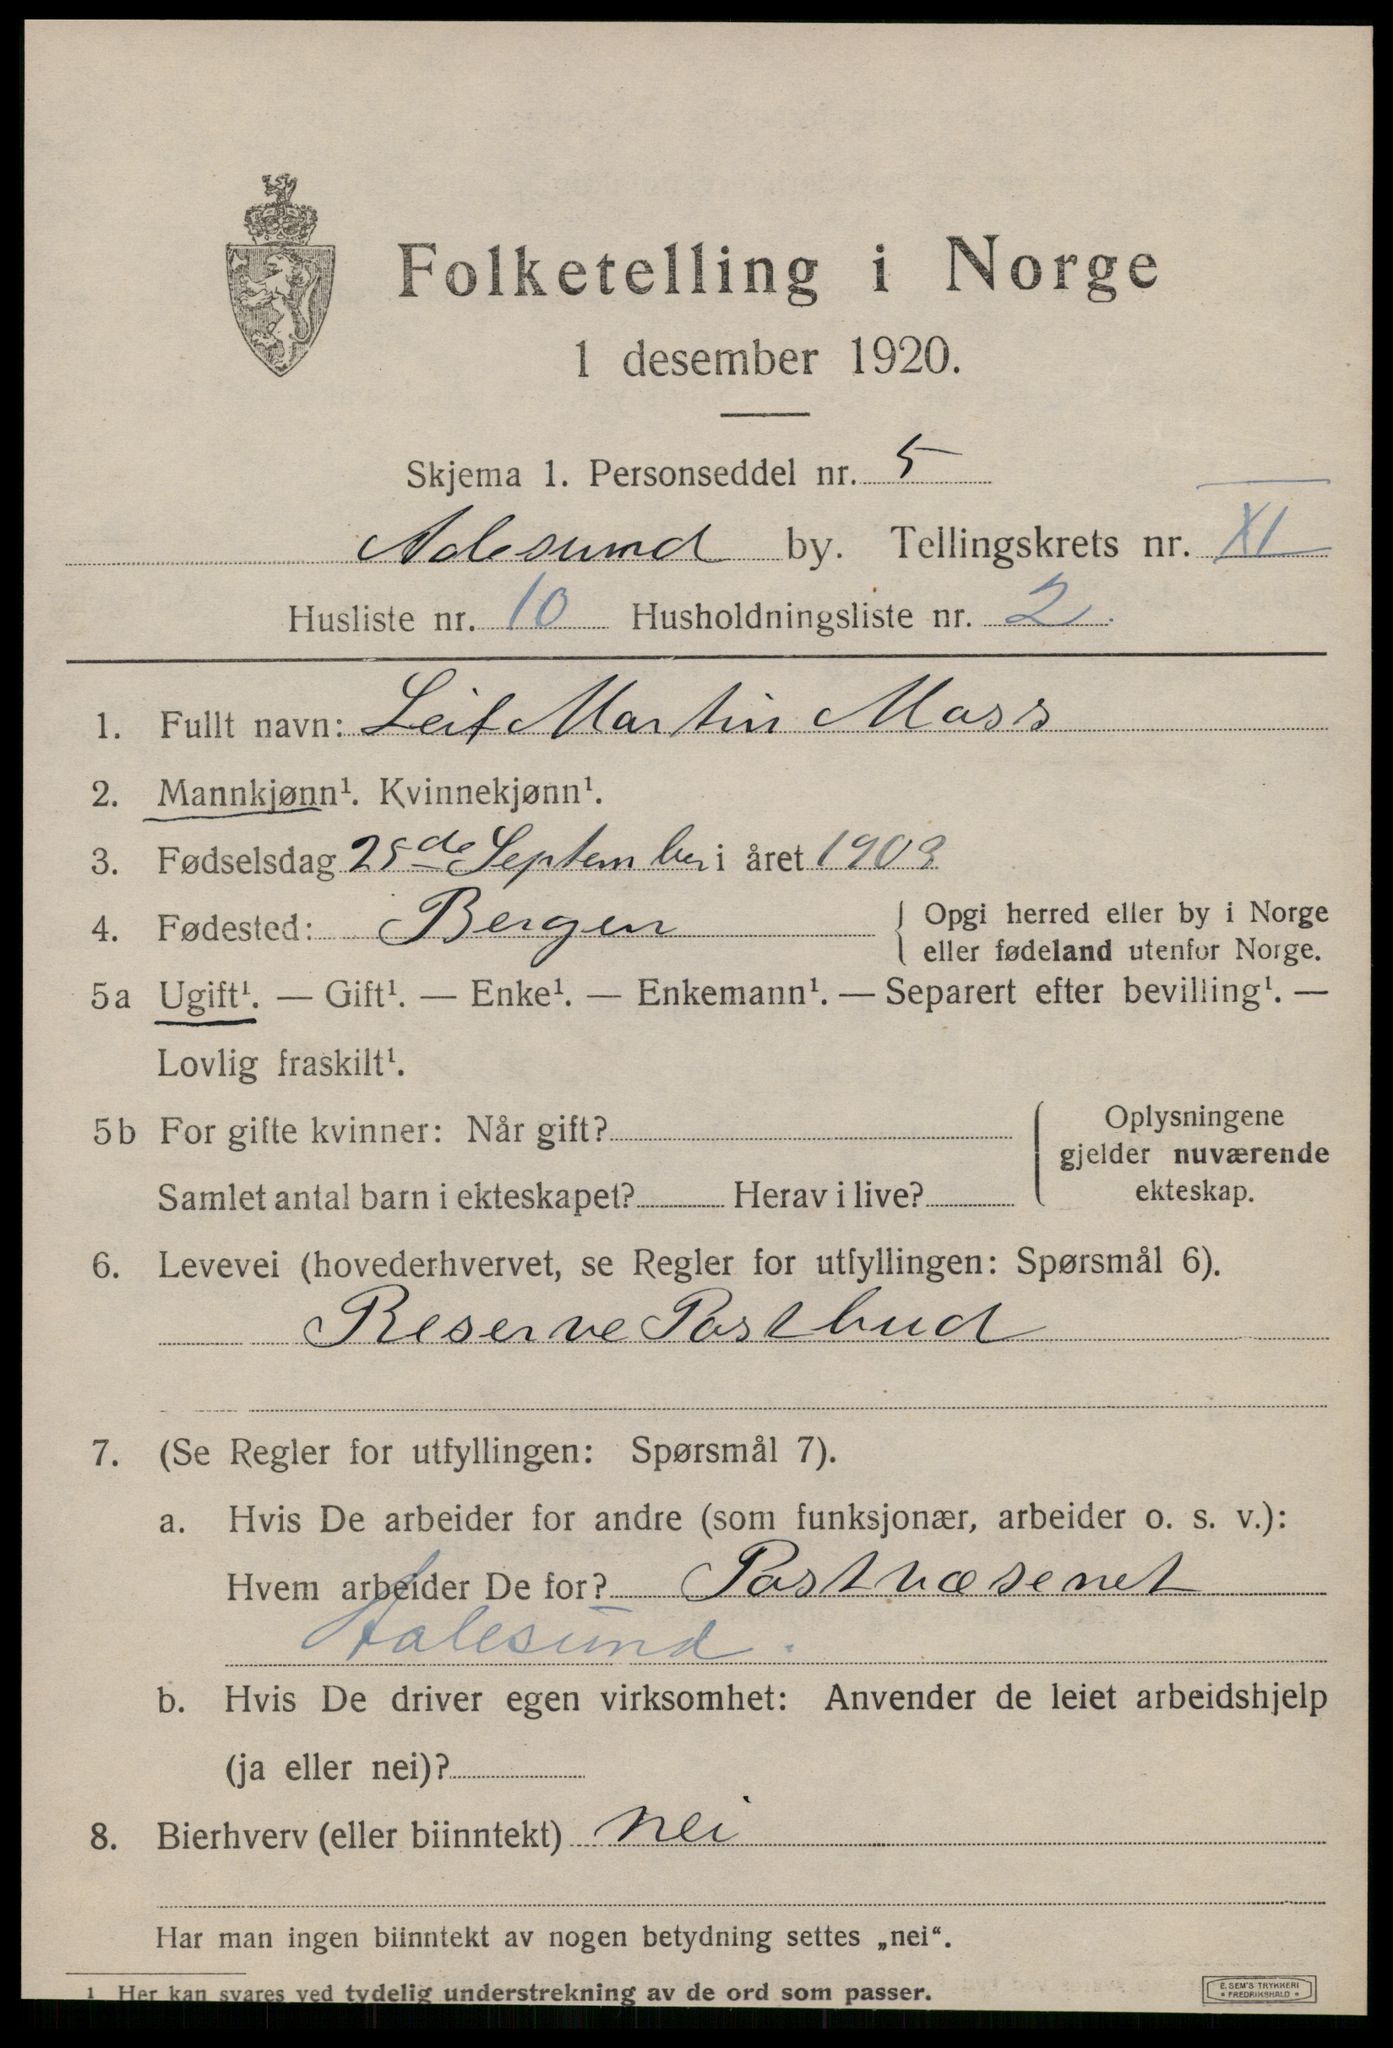 Folketelling i Norge
1 desember 1920.
Skjema 1. Personseddel nr. 5
Aalesund by. Tellingskrets nr. XI
Husliste nr. 10 Husholdningsliste nr. 2.
1. Fullt navn: Leif Martin Moss
2. Mannkjønn¹. Kvinnekjønn¹.
3. Fødselsdag 25de September i året 1903
4. Fødested: Bergen { Opgi herred eller by i Norge
eller fødeland utenfor Norge.
5a Ugift¹. — Gift¹. — Enke¹. — Enkemann¹. — Separert efter bevilling¹. —
Lovlig fraskilt¹.
5b For gifte kvinner: Når gift?
Samlet antal barn i ekteskapet? Herav i live?
Oplysningene
gjelder nuværende
ekteskap.
6. Levevei (hovederhvervet, se Regler for utfyllingen: Spørsmål 6).
Reserve Postbud
7. (Se Regler for utfyllingen: Spørsmål 7).
a. Hvis De arbeider for andre (som funksjonær, arbeider o. s. v.):
Hvem arbeider De for? Postvæsenet
Aalesund.
b. Hvis De driver egen virksomhet: Anvender de leiet arbeidshjelp
(ja eller nei)?
8. Bierhverv (eller biinntekt) nei
Har man ingen biinntekt av nogen betydning settes „nei“.
¹ Her kan svares ved tydelig understrekning av de ord som passer.
E. SEM'S TRYKKERI
* FREDRIKSHALD *